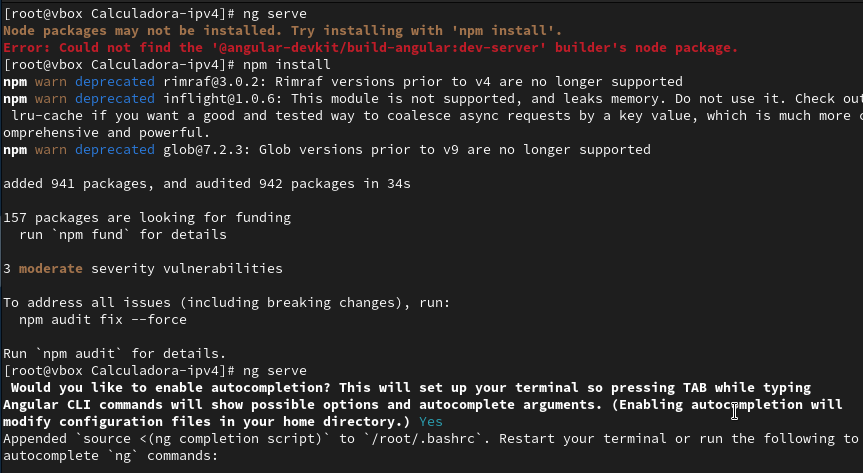 [root@vbox Calculadora-ipv4]# ng serve
Node packages may not be installed. Try installing with 'npm install'.
Error: Could not find the '@angular-devkit/build-angular:dev-server' builder's node package.
[root@vbox Calculadora-ipv4]# npm install
npm warn deprecated rimraf@3.0.2: Rimraf versions prior to v4 are no longer supported
npm warn deprecated inflight@1.0.6: This module is not supported, and leaks memory. Do not use it. Check out
lru-cache if you want a good and tested way to coalesce async requests by a key value, which is much more c
omprehensive and powerful.
npm warn deprecated glob@7.2.3: Glob versions prior to v9 are no longer supported
added 941 packages, and audited 942 packages in 34s
157 packages are looking for funding
run `npm fund` for details
3 moderate severity vulnerabilities
To address all issues (including breaking changes), run:
npm audit fix --force
Run `npm audit` for details.
[root@vbox Calculadora-ipv4]# ng serve
Would you like to enable autocompletion? This will set up your terminal so pressing TAB while typing
Angular CLI commands will show possible options and autocomplete arguments. (Enabling autocompletion will
modify configuration files in your home directory.) Yes
Appended `source <(ng completion script)` to `/root/.bashrc`. Restart your terminal or run the following to
autocomplete `ng` commands: